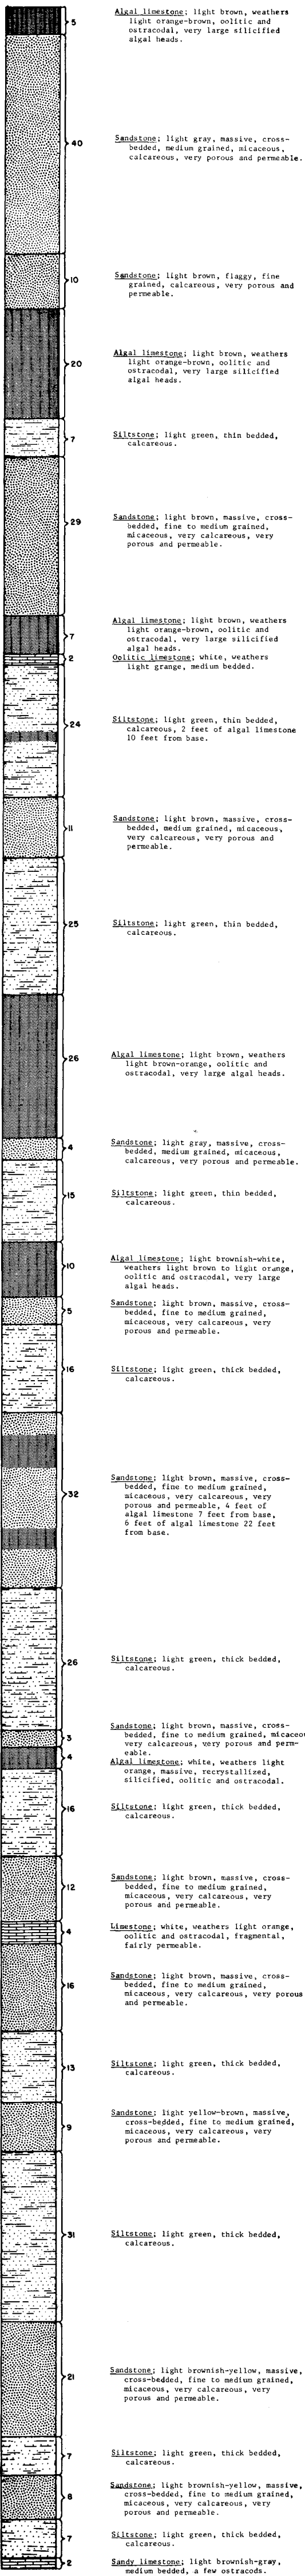 5
Algal limestone; light brown, weathers
light orange-brown, oolitic and
ostracodal, very large silicified
algal heads.
40
Sandstone; light gray, massive, cross-
bedded, medium grained, micaceous,
calcareous, very porous and permeable.
10
Sandstone; light brown, flaggy, fine
grained, calcareous, very porous and
permeable.
20
Algal limestone; light brown, weathers
light orange-brown, oolitic and
ostracodal, very large silicified
algal heads.
7
Siltstone; light green, thin bedded,
calcareous.
29
Sandstone; light brown, massive, cross-
bedded, fine to medium grained,
micaceous, very calcareous, very
porous and permeable.
7
Algal limestone; light brown, weathers
light orange-brown, oolitic and
ostracodal, very large silicified
algal heads.
2
Oolitic limestone; white, weathers
light grange, medium bedded.
24
Siltstone; light green, thin bedded,
calcareous, 2 feet of algal limestone
10 feet from base.
11
Sandstone; light brown, massive, cross-
bedded, medium grained, micaceous,
very calcareous, very porous and
permeable.
25
Siltstone; light green, thin bedded,
calcareous.
26
Algal limestone; light brown, weathers
light brown-orange, oolitic and
ostracodal, very large algal heads.
4
Sandstone; light gray, massive, cross-
bedded, medium grained, micaceous,
calcareous, very porous and permeable.
15
Siltstone; light green, thin bedded,
calcareous.
10
Algal limestone; light brownish-white,
weathers light brown to light orange,
oolitic and ostracodal, very large
algal heads.
5
Sandstone; light brown, massive, cross-
bedded, fine to medium grained,
micaceous, very calcareous, very
porous and permeable.
16
Siltstone; light green, thick bedded,
calcareous.
32
Sandstone; light brown, massive, cross-
bedded, fine to medium grained,
micaceous, very calcareous, very
porous and permeable, 4 feet of
algal limestone 7 feet from base,
6 feet of algal limestone 22 feet
from base.
26
Siltstone; light green, thick bedded,
calcareous.
3
Sandstone; light brown, massive, cross-
bedded, fine to medium grained, micaceou
very calcareous, very porous and perm-
eable.
4
Algal limestone; white, weathers light
orange, massive, recrystallized,
silicified, oolitic and ostracodal.
16
Siltstone; light green, thick bedded,
calcareous.
12
Sandstone; light brown, massive, cross-
bedded, fine to medium grained,
micaceous, very calcareous, very
porous and permeable.
4
Limestone; white, weathers light orange,
oolitic and ostracodal, fragmental,
fairly permeable.
16
Sandstone; light brown, massive, cross-
bedded, fine to medium grained,
micaceous, very calcareous, very porous
and permeable.
13
Siltstone; light green, thick bedded,
calcareous.
9
Sandstone; light yellow-brown, massive,
cross-bedded, fine to medium grained,
micaceous, very calcareous, very
porous and permeable.
31
Siltstone; light green, thick bedded,
calcareous.
21
Sandstone; light brownish-yellow, massive,
cross-bedded, fine to medium grained,
micaceous, very calcareous, very
porous and permeable.
7
Siltstone; light green, thick bedded,
calcareous.
8
Sandstone; light brownish-yellow, massive,
cross-bedded, fine to medium grained,
micaceous, very calcareous, very
porous and permeable.
7
Siltstone; light green, thick bedded,
calcareous.
2
Sandy limestone; light brownish-gray,
medium bedded, a few ostracods.